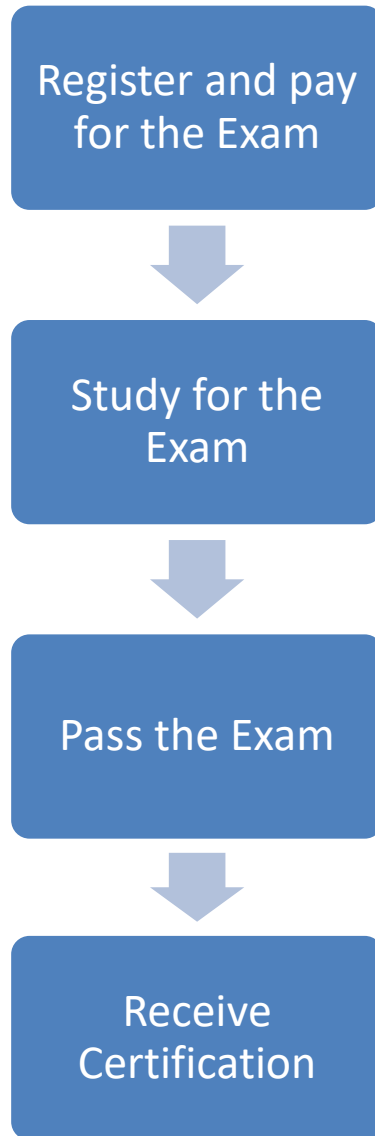 Register and pay
for the Exam
Study for the
Exam
Pass the Exam
Receive
Certification